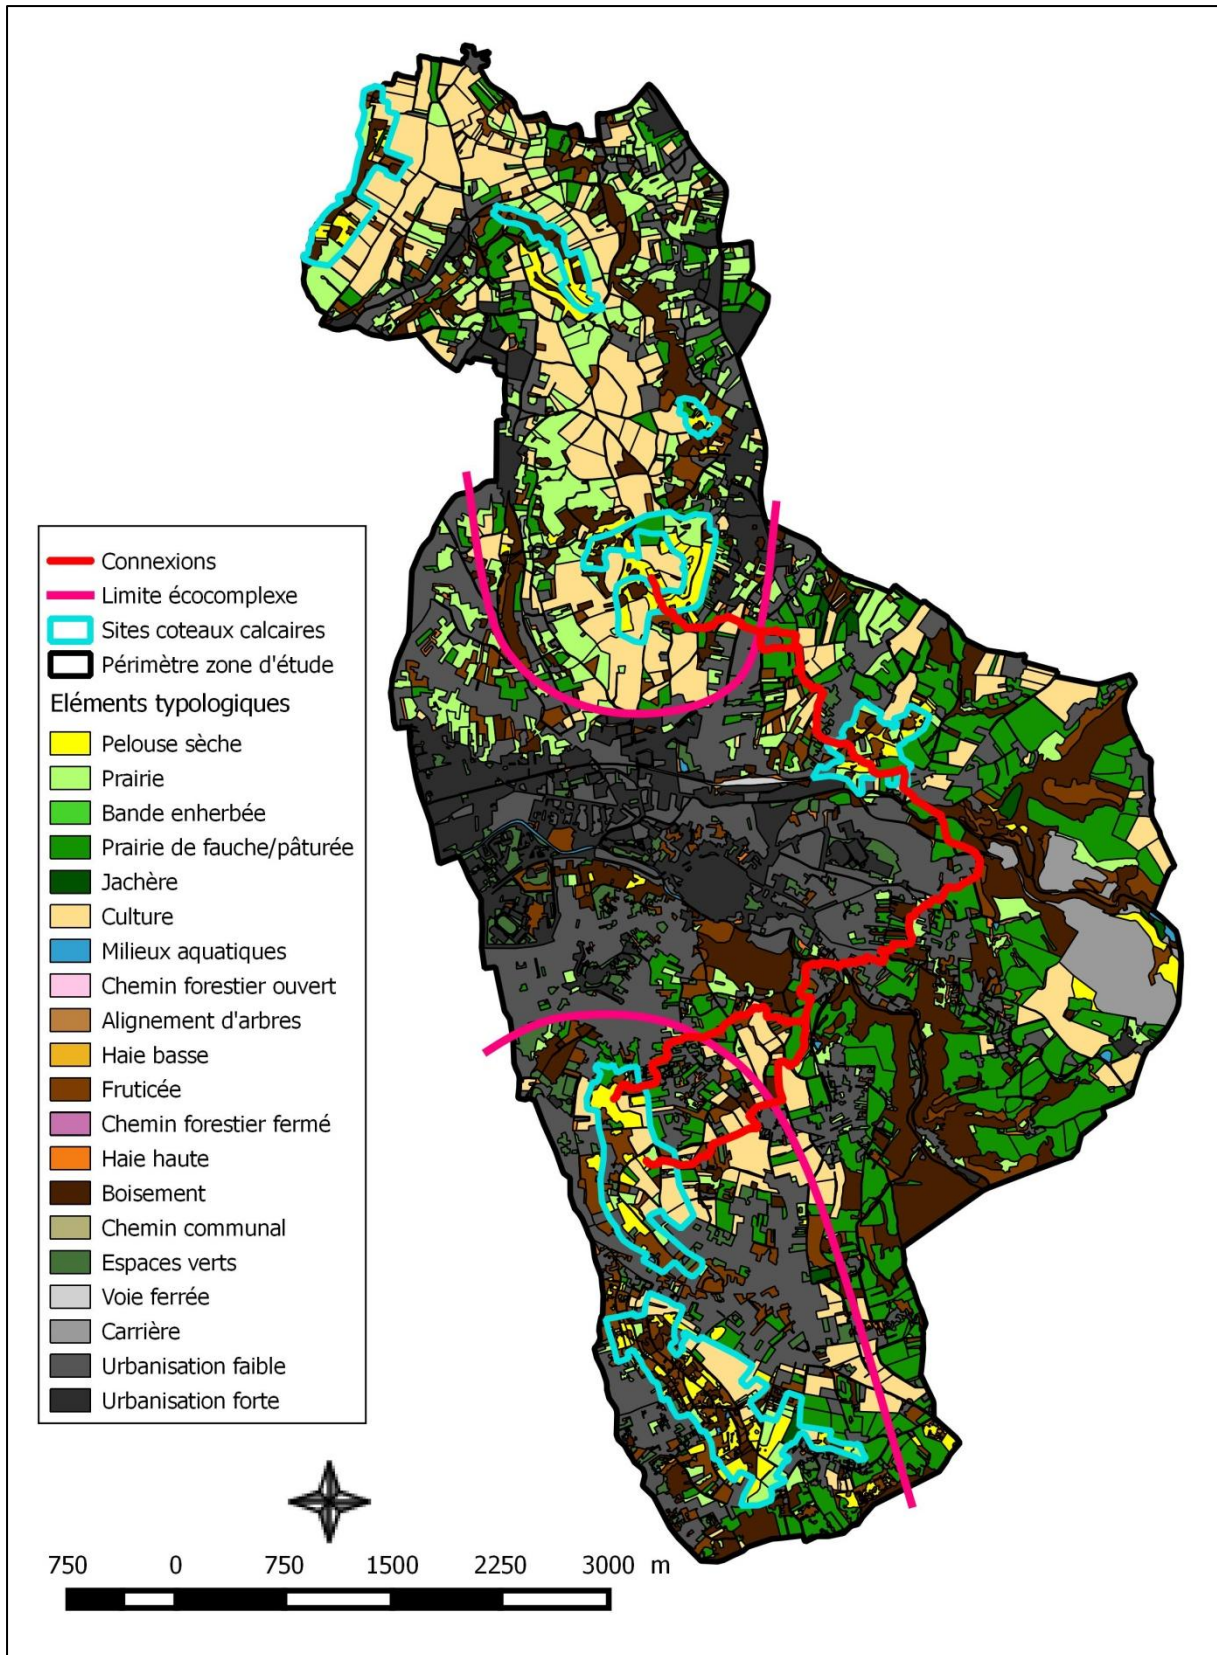 Connexions
Limite écocomplexe
Sites coteaux calcaires
Périmètre zone d'étude
Eléments typologiques
Pelouse sèche
Prairie
Bande enherbée
Prairie de fauche/pâturée
Jachère
Culture
Milieux aquatiques
Chemin forestier ouvert
Alignement d'arbres
Haie basse
Fruticée
Chemin forestier fermé
Haie haute
Boisement
Chemin communal
Espaces verts
Voie ferrée
Carrière
Urbanisation faible
Urbanisation forte
750 0 750 1500 2250 3000 m